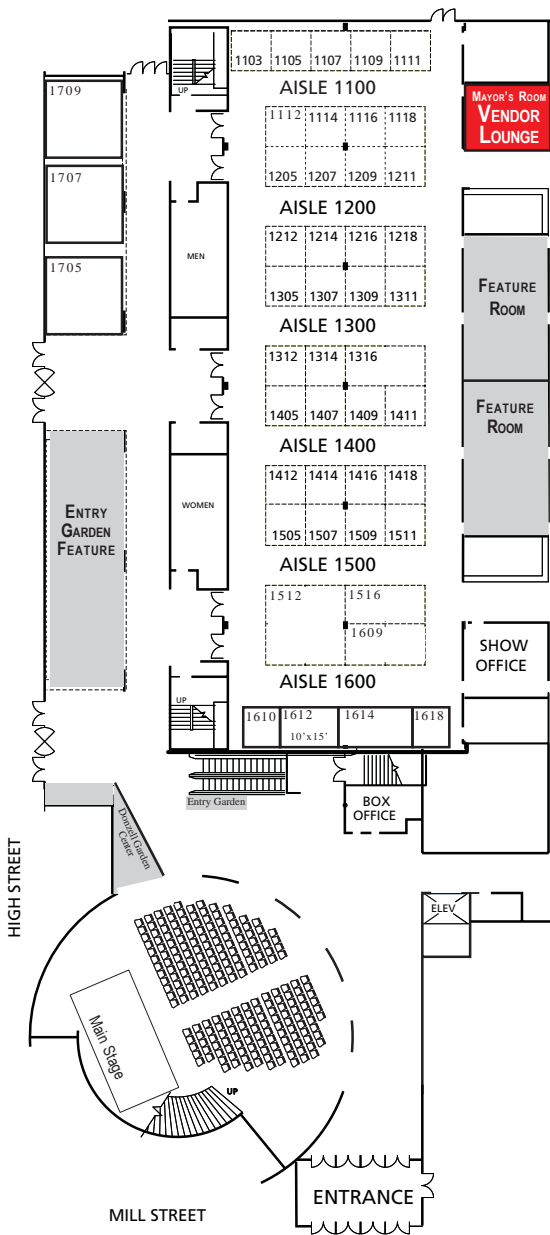 1103 1105 1107 1109 1111
UP
AISLE 1100
MAYOR'S ROOM
VENDOR
LOUNGE
1709
1112 1114 1116 1118
1205 1207 1209 1211
1707
AISLE 1200
1212 1214 1216 1218
MEN
1705
1305 1307 1309 1311
FEATURE
ROOM
AISLE 1300
1312 1314 1316
1405 1407 1409 1411
FEATURE
ROOM
AISLE 1400
1412 1414 1416 1418
WOMEN
1505 1507 1509 1511
ENTRY
GARDEN
FEATURE
AISLE 1500
1512 1516
1609
SHOW
OFFICE
AISLE 1600
UP
1610 1612 1614 1618
10'x15'
Entry Garden
BOX
OFFICE
Donzell Garden
Center
HIGH STREET
ELEV
Main Stage
UP
ENTRANCE
MILL STREET